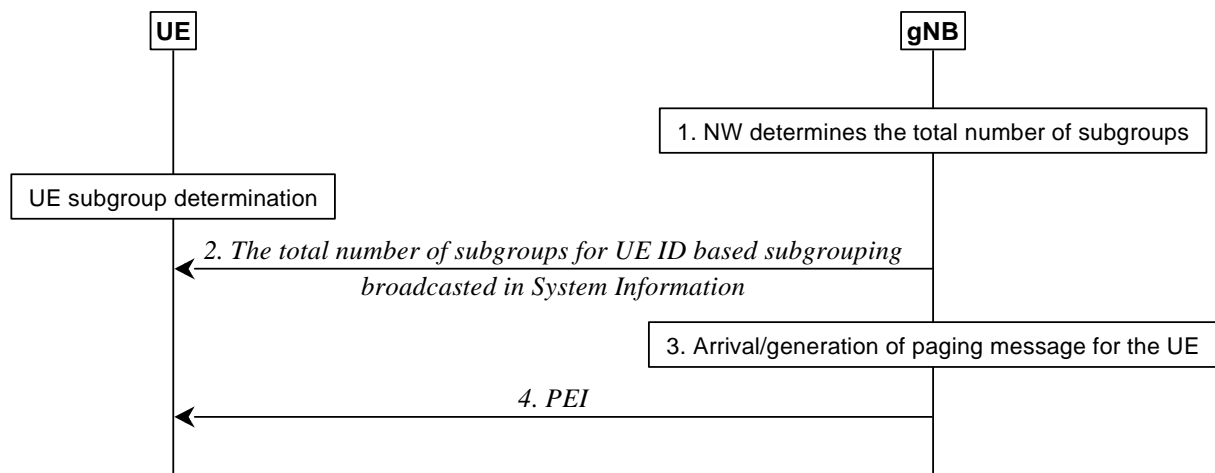 UE
gNB
1. NW determines the total number of subgroups
UE subgroup determination
2. The total number of subgroups for UE ID based subgrouping
broadcasted in System Information
3. Arrival/generation of paging message for the UE
4. PEI